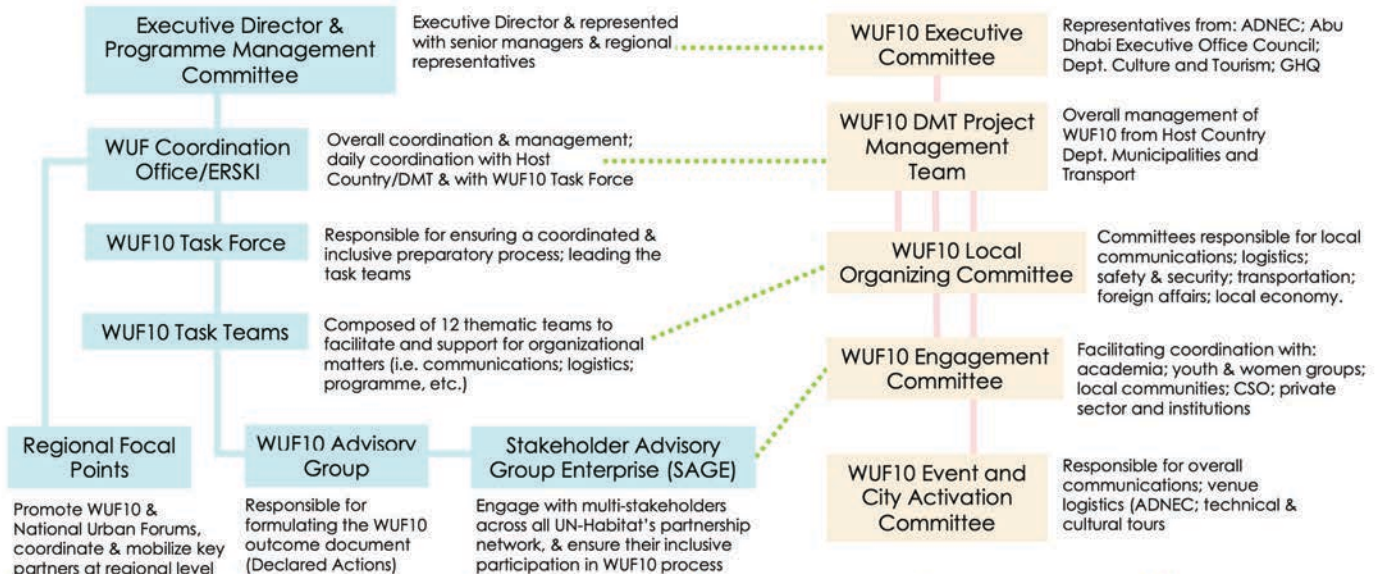 Executive Director &
Programme Management
Committee
Executive Director & represented
with senior managers & regional
representatives
WUF10 Executive
Committee
Representatives from: ADNEC; Abu
Dhabi Executive Office Council;
Dept. Culture and Tourism; GHQ
WUF Coordination
Office/ERSKI
Overall coordination & management;
daily coordination with Host
Country/DMT & with WUF10 Task Force
WUF10 DMT Project
Management
Team
Overall management of
WUF10 from Host Country
Dept. Municipalities and
Transport
WUF10 Task Force
Responsible for ensuring a coordinated &
inclusive preparatory process; leading the
task teams
WUF10 Local
Organizing Committee
Committees responsible for local
communications; logistics;
safety & security; transportation;
foreign affairs; local economy.
WUF10 Task Teams
Composed of 12 thematic teams to
facilitate and support for organizational
matters (i.e. communications; logistics;
programme, etc.)
WUF10 Engagement
Committee
Facilitating coordination with:
academia; youth & women groups;
local communities; CSO; private
sector and institutions
Regional Focal
Points
Promote WUF10 &
National Urban Forums,
coordinate & mobilize key
partners at regional level
WUF10 Advisory
Group
Responsible for
formulating the WUF10
outcome document
(Declared Actions)
Stakeholder Advisory
Group Enterprise (SAGE)
Engage with multi-stakeholders
across all UN-Habitat's partnership
network, & ensure their inclusive
participation in WUF10 process
WUF10 Event and
City Activation
Committee
Responsible for overall
communications; venue
logistics (ADNEC; technical &
cultural tours